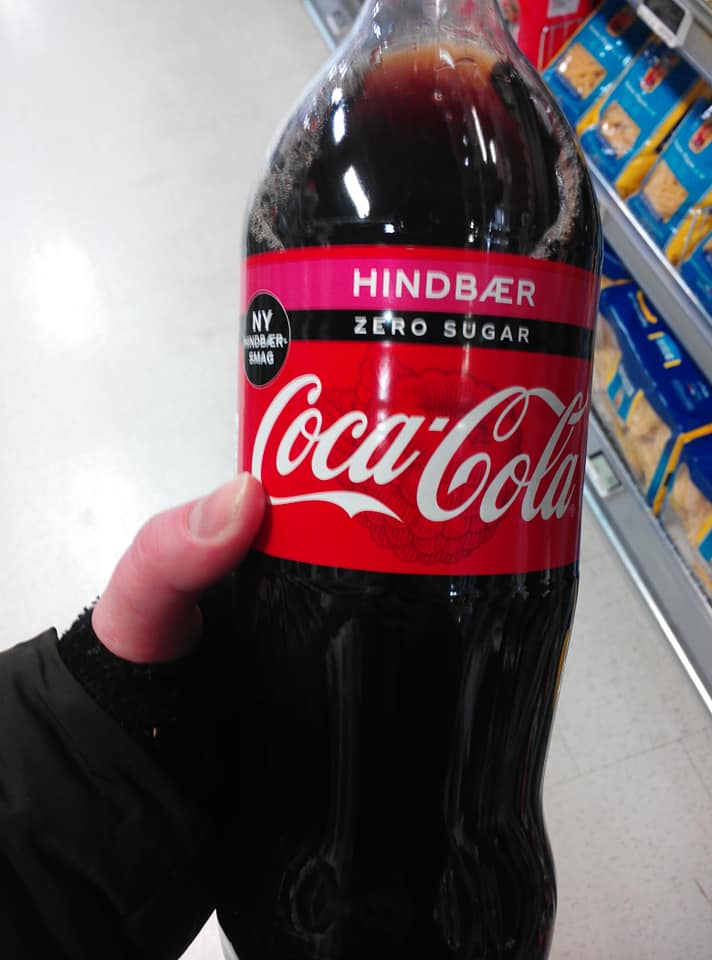 HINDBÆR
ZERO SUGAR
NY
HINDBÆR-
SMAG
Coca-Cola